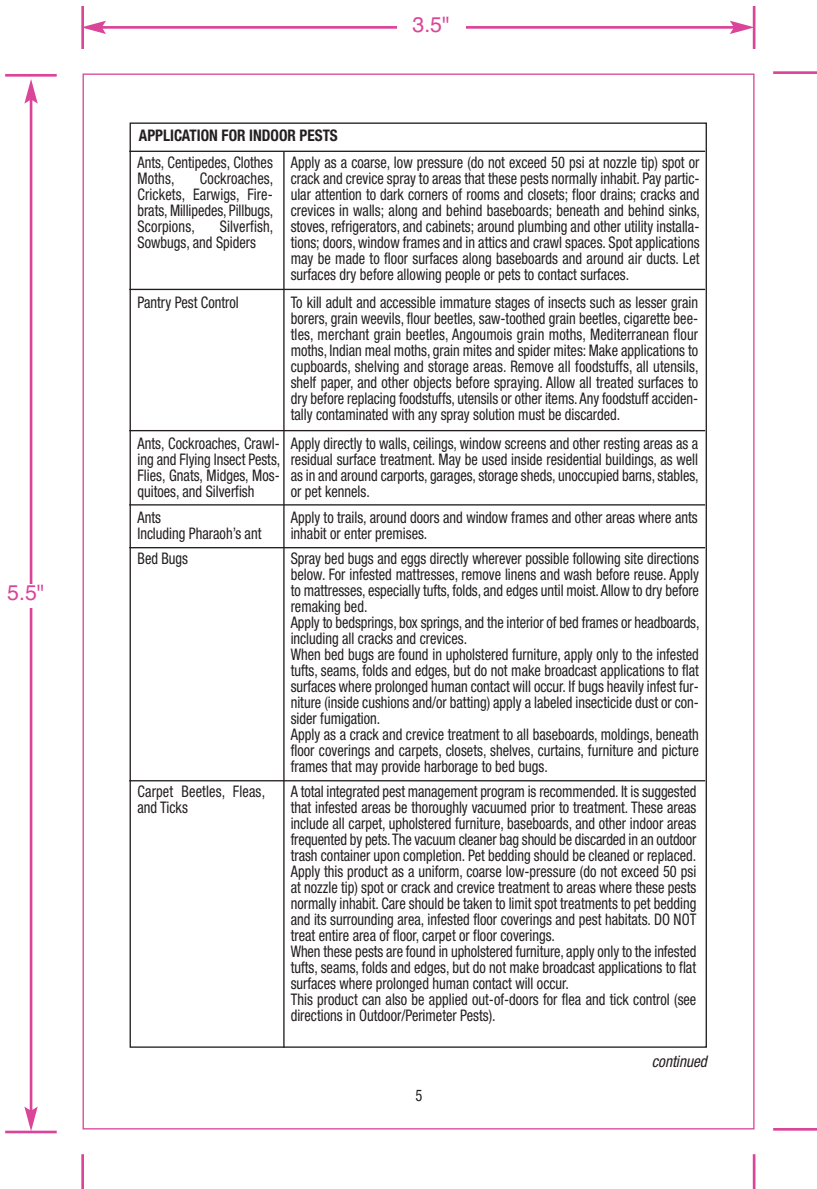 3.5"
APPLICATION FOR INDOOR PESTS
Ants, Centipedes, Clothes
Moths, Cockroaches,
Crickets, Earwigs, Fire-
brats, Millipedes, Pillbugs,
Scorpions, Silverfish,
Sowbugs, and Spiders
Apply as a coarse, low pressure (do not exceed 50 psi at nozzle tip) spot or
crack and crevice spray to areas that these pests normally inhabit. Pay partic-
ular attention to dark corners of rooms and closets; floor drains; cracks and
crevices in walls; along and behind baseboards; beneath and behind sinks,
stoves, refrigerators, and cabinets; around plumbing and other utility installa-
tions; doors, window frames and in attics and crawl spaces. Spot applications
may be made to floor surfaces along baseboards and around air ducts. Let
surfaces dry before allowing people or pets to contact surfaces.
Pantry Pest Control
To kill adult and accessible immature stages of insects such as lesser grain
borers, grain weevils, flour beetles, saw-toothed grain beetles, cigarette bee-
tles, merchant grain beetles, Angoumois grain moths, Mediterranean flour
moths, Indian meal moths, grain mites and spider mites: Make applications to
cupboards, shelving and storage areas. Remove all foodstuffs, all utensils,
shelf paper, and other objects before spraying. Allow all treated surfaces to
dry before replacing foodstuffs, utensils or other items. Any foodstuff acciden-
tally contaminated with any spray solution must be discarded.
Ants, Cockroaches, Crawl-
ing and Flying Insect Pests,
Flies, Gnats, Midges, Mos-
quitoes, and Silverfish
Apply directly to walls, ceilings, window screens and other resting areas as a
residual surface treatment. May be used inside residential buildings, as well
as in and around carports, garages, storage sheds, unoccupied barns, stables,
or pet kennels.
Ants
Including Pharaoh's ant
Apply to trails, around doors and window frames and other areas where ants
inhabit or enter premises.
Bed Bugs
Spray bed bugs and eggs directly wherever possible following site directions
below. For infested mattresses, remove linens and wash before reuse. Apply
to mattresses, especially tufts, folds, and edges until moist. Allow to dry before
remaking bed.
Apply to bedsprings, box springs, and the interior of bed frames or headboards,
including all cracks and crevices.
When bed bugs are found in upholstered furniture, apply only to the infested
tufts, seams, folds and edges, but do not make broadcast applications to flat
surfaces where prolonged human contact will occur. If bugs heavily infest fur-
niture (inside cushions and/or batting) apply a labeled insecticide dust or con-
sider fumigation.
Apply as a crack and crevice treatment to all baseboards, moldings, beneath
floor coverings and carpets, closets, shelves, curtains, furniture and picture
frames that may provide harborage to bed bugs.
5.5"
Carpet Beetles, Fleas,
and Ticks
A total integrated pest management program is recommended. It is suggested
that infested areas be thoroughly vacuumed prior to treatment. These areas
include all carpet, upholstered furniture, baseboards, and other indoor areas
frequented by pets. The vacuum cleaner bag should be discarded in an outdoor
trash container upon completion. Pet bedding should be cleaned or replaced.
Apply this product as a uniform, coarse low-pressure (do not exceed 50 psi
at nozzle tip) spot or crack and crevice treatment to areas where these pests
normally inhabit. Care should be taken to limit spot treatments to pet bedding
and its surrounding area, infested floor coverings and pest habitats. DO NOT
treat entire area of floor, carpet or floor coverings.
When these pests are found in upholstered furniture, apply only to the infested
tufts, seams, folds and edges, but do not make broadcast applications to flat
surfaces where prolonged human contact will occur.
This product can also be applied out-of-doors for flea and tick control (see
directions in Outdoor/Perimeter Pests).
continued
5